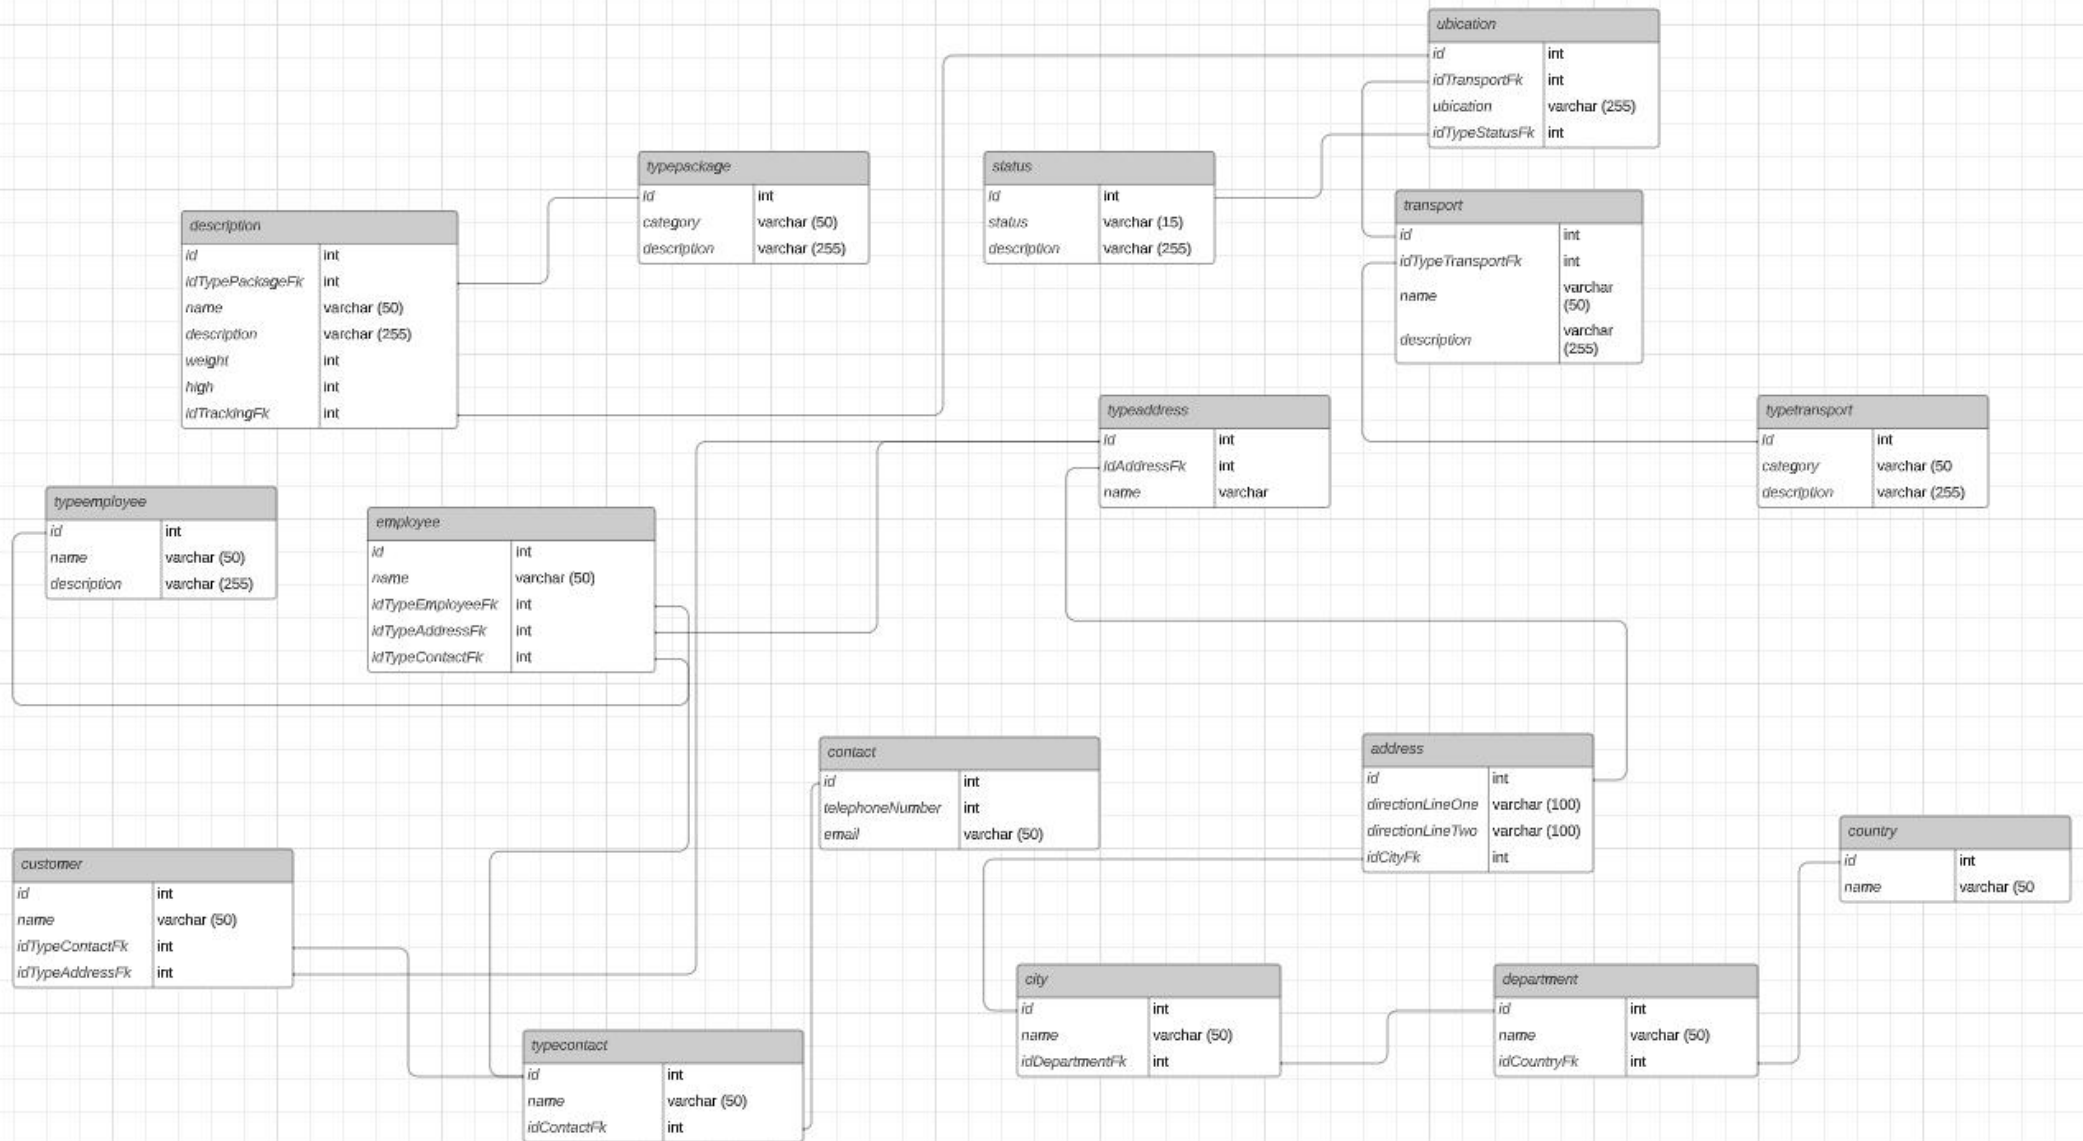 ubication
id int
idTransportFk int
ubication varchar (255)
idTypeStatusFk int
typepackage
id int
category varchar (50)
description varchar (255)
status
id int
status varchar (15)
description varchar (255)
transport
id int
idTypeTransportFk int
name varchar
(50)
description varchar
(255)
description
id int
idTypePackageFk int
name varchar (50)
description varchar (255)
weight int
high int
idTrackingFk int
typeaddress
id int
idAddressFk int
name varchar
typetransport
id int
category varchar (50
description varchar (255)
typeemployee
id int
name varchar (50)
description varchar (255)
employee
id int
name varchar (50)
idTypeEmployeeFk int
idTypeAddressFk int
idTypeContactFk int
contact
id int
telephoneNumber int
email varchar (50)
address
id int
directionLineOne varchar (100)
directionLineTwo varchar (100)
idCityFk int
country
id int
name varchar (50
customer
id int
name varchar (50)
idTypeContactFk int
idTypeAddressFk int
city
id int
name varchar (50)
idDepartmentFk int
department
id int
name varchar (50)
idCountryFk int
typecontact
id int
name varchar (50)
idContactFk int